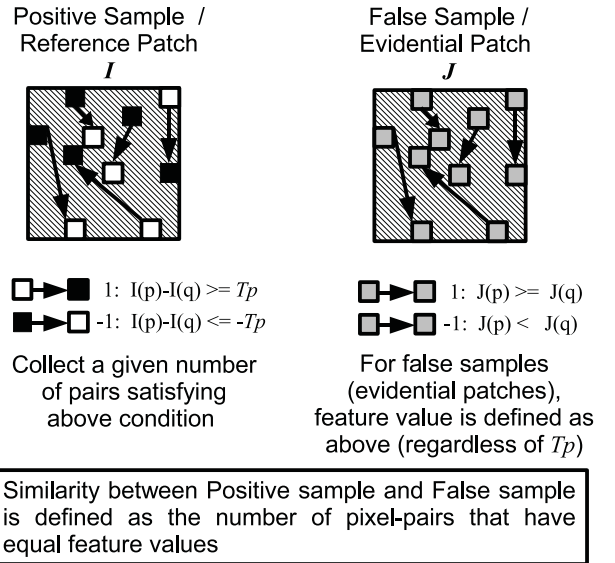 Positive Sample /
Reference Patch
I
False Sample /
Evidential Patch
J
1: I(p)-I(q) >= Tp
-1: I(p)-I(q) <= -Tp
Collect a given number
of pairs satisfying
above condition
1: J(p) >= J(q)
-1: J(p) < J(q)
For false samples
(evidential patches),
feature value is defined as
above (regardless of Tp)
Similarity between Positive sample and False sample
is defined as the number of pixel-pairs that have
equal feature values